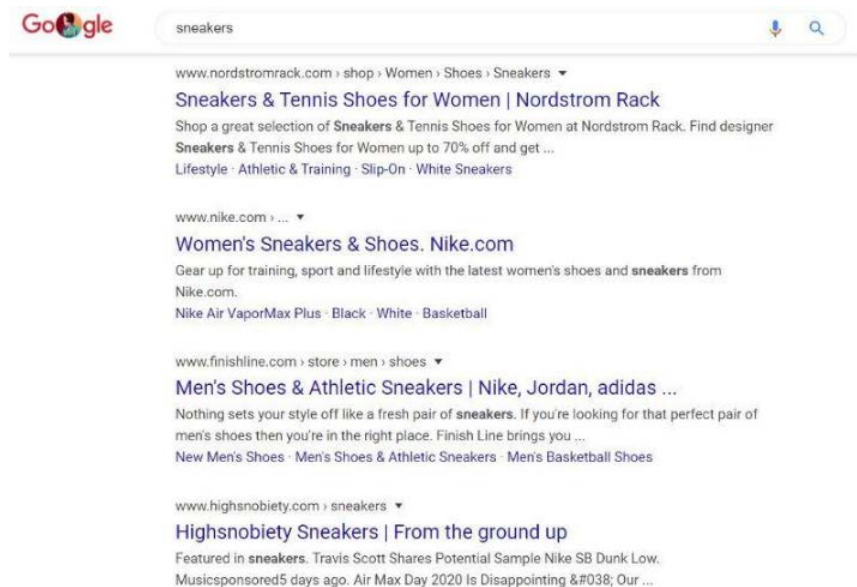 Google
sneakers
www.nordstromrack.com › shop › Women › Shoes › Sneakers
Sneakers & Tennis Shoes for Women | Nordstrom Rack
Shop a great selection of Sneakers & Tennis Shoes for Women at Nordstrom Rack. Find designer
Sneakers & Tennis Shoes for Women up to 70% off and get ...
Lifestyle · Athletic & Training · Slip-On · White Sneakers
www.nike.com › ...
Women's Sneakers & Shoes. Nike.com
Gear up for training, sport and lifestyle with the latest women's shoes and sneakers from
Nike.com.
Nike Air VaporMax Plus · Black · White · Basketball
www.finishline.com › store › men › shoes
Men's Shoes & Athletic Sneakers | Nike, Jordan, adidas ...
Nothing sets your style off like a fresh pair of sneakers. If you're looking for that perfect pair of
men's shoes then you're in the right place. Finish Line brings you ...
New Men's Shoes · Men's Shoes & Athletic Sneakers · Men's Basketball Shoes
www.highsnobiety.com › sneakers
Highsnobiety Sneakers | From the ground up
Featured in sneakers. Travis Scott Shares Potential Sample Nike SB Dunk Low.
Musicsponsored5 days ago. Air Max Day 2020 Is Disappointing &#038; Our ...